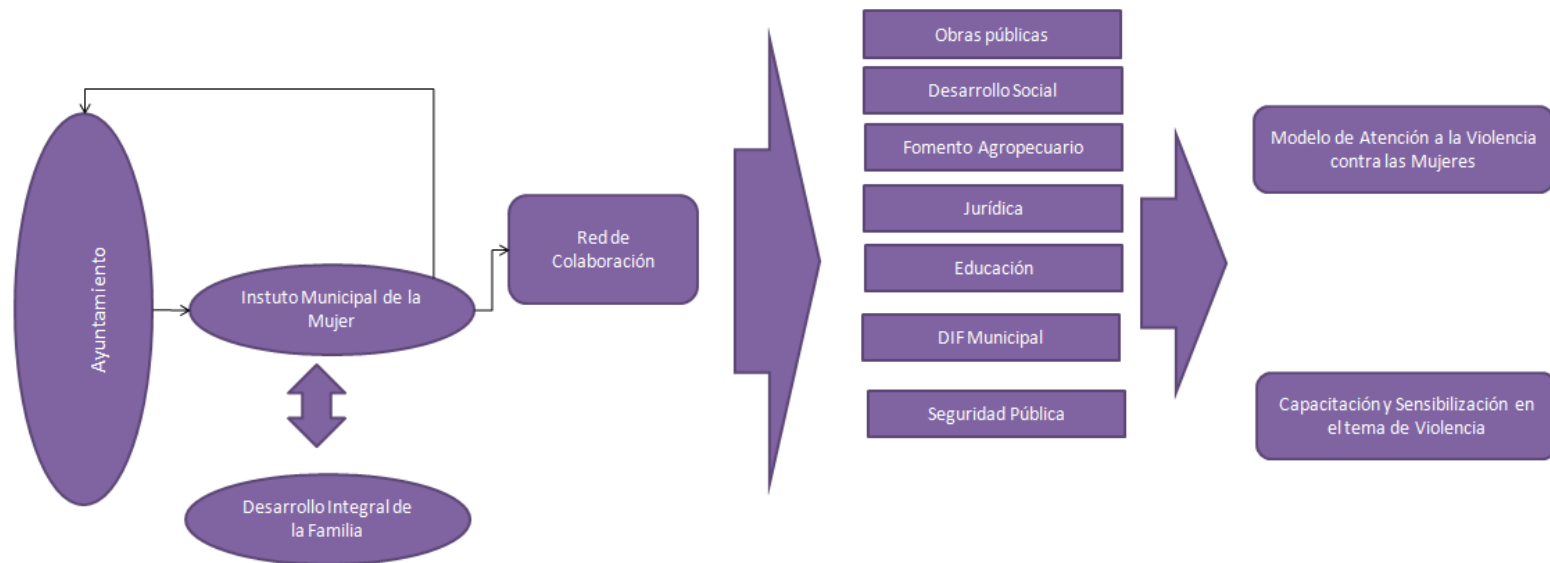 Ayuntamiento
Instuto Municipal de la
Mujer
Desarrollo Integral de
la Familia
Red de
Colaboración
Obras públicas
Desarrollo Social
Fomento Agropecuario
Jurídica
Educación
DIF Municipal
Seguridad Pública
Modelo de Atención a la Violencia
contra las Mujeres
Capacitación y Sensibilización en
el tema de Violencia